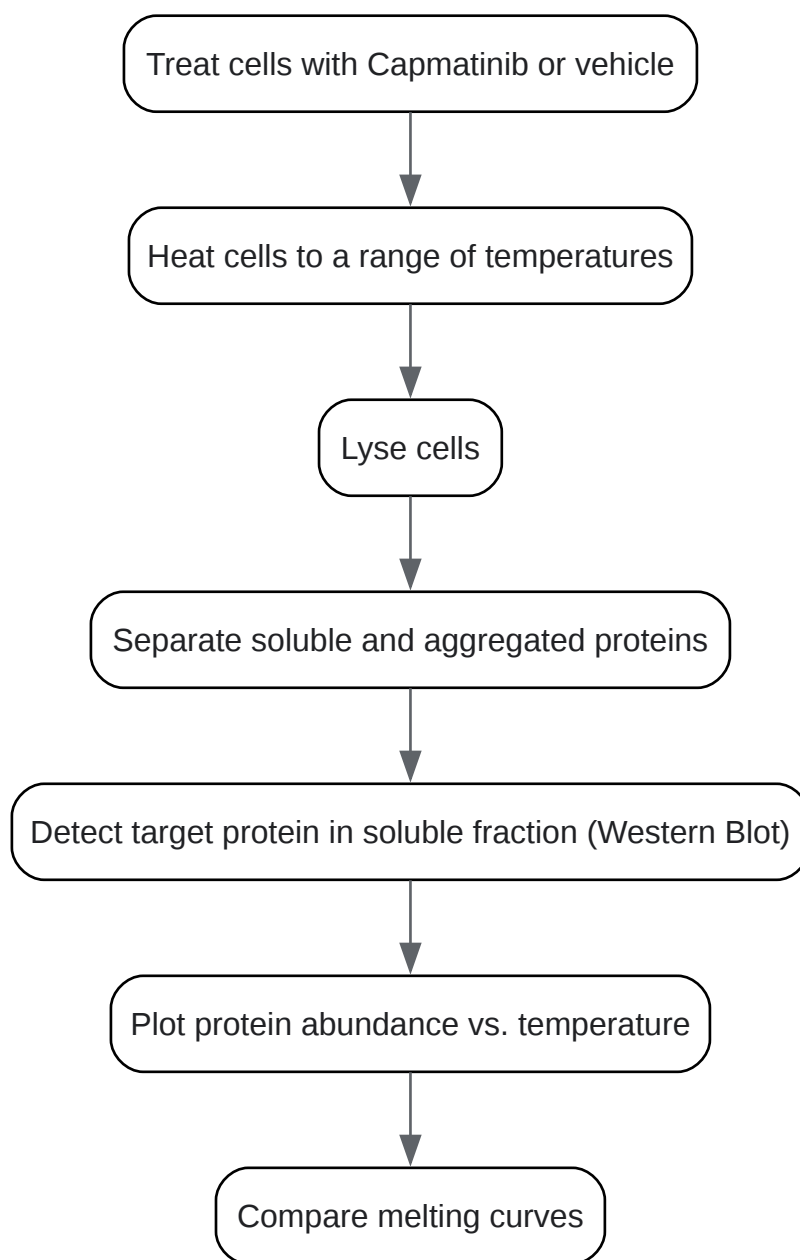 Treat cells with Capmatinib or vehicle
Heat cells to a range of temperatures
Lyse cells
Separate soluble and aggregated proteins
Detect target protein in soluble fraction (Western Blot)
Plot protein abundance vs. temperature
Compare melting curves